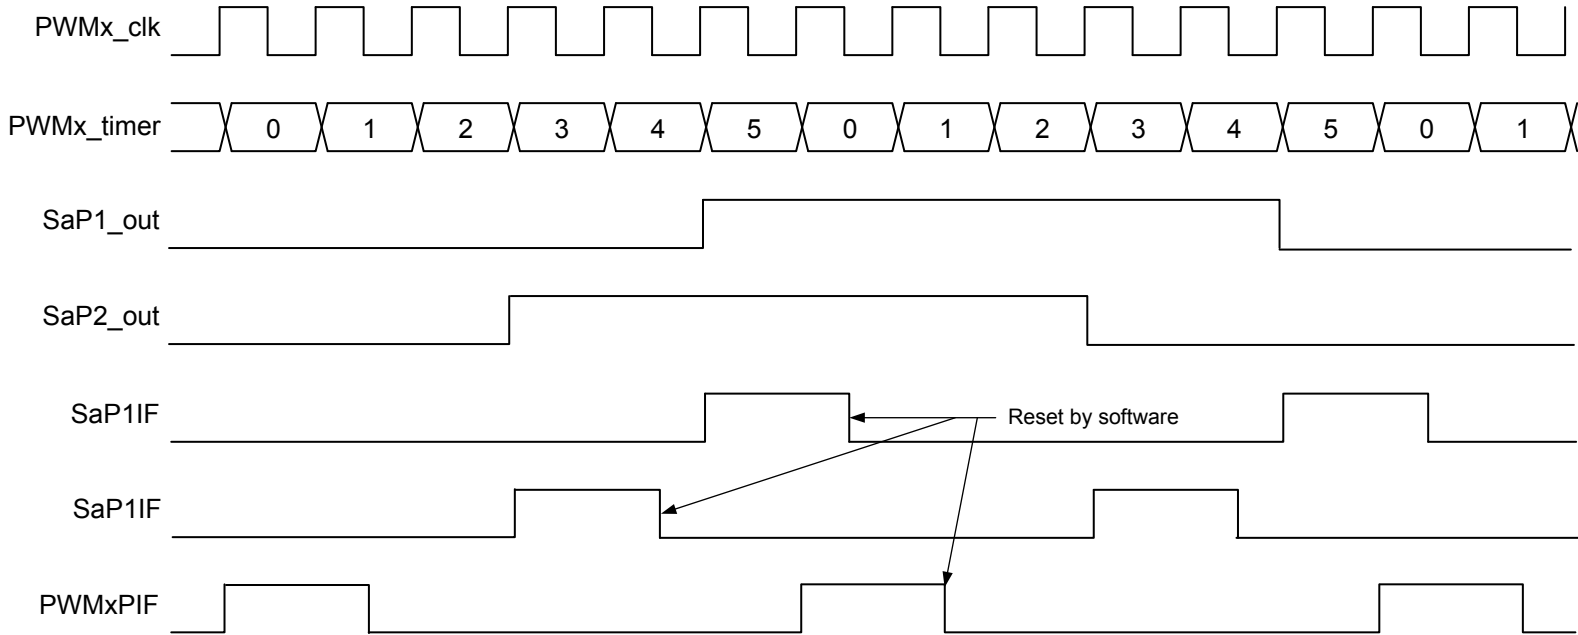 PWMx_clk
PWMx_timer 0 1 2 3 4 5 0 1 2 3 4 5 0 1
SaP1_out
SaP2_out
SaP1IF
Reset by software
SaP1IF
PWMxPIF